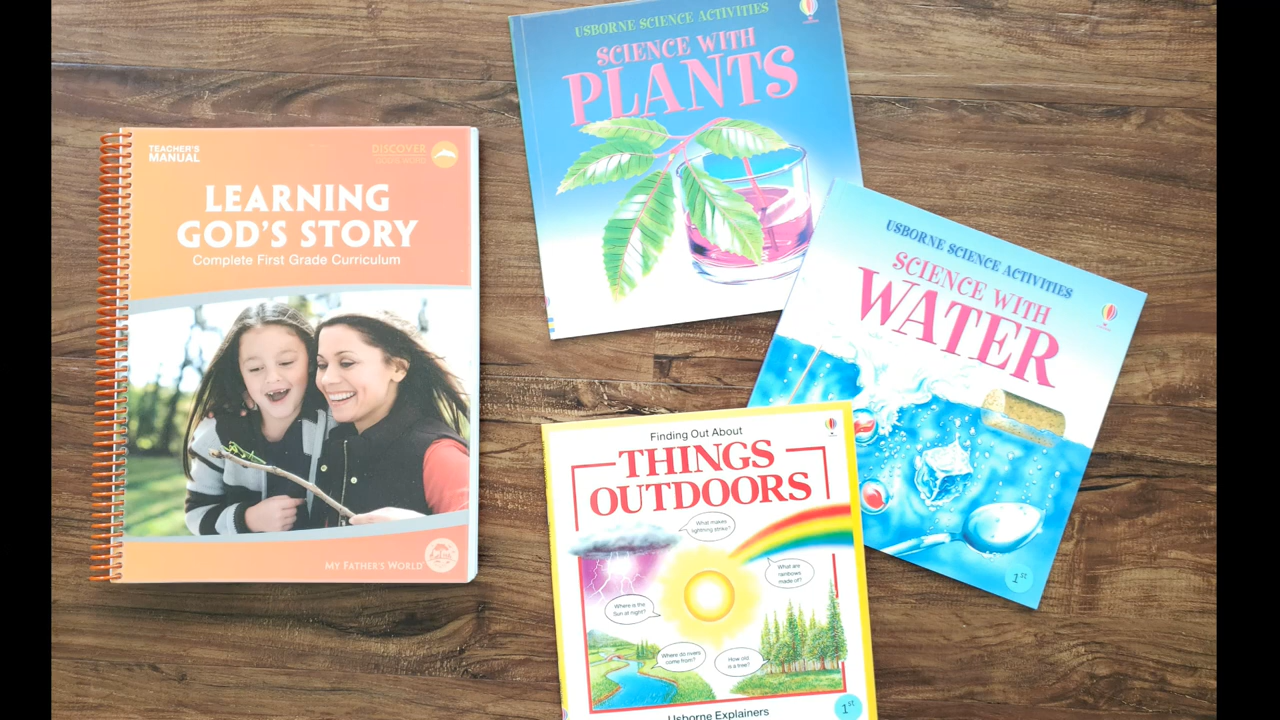 TEACHER'S
MANUAL
DISCOVER
GOD'S WORD
LEARNING
GOD'S STORY
Complete First Grade Curriculum
MY FATHER'S WORLD
USBORNE SCIENCE ACTIVITIES
SCIENCE WITH
PLANTS
USBORNE SCIENCE ACTIVITIES
SCIENCE WITH
WATER
1st
Finding Out About
THINGS
OUTDOORS
What makes
lightning strike?
What are
rainbows
made of?
Where is the
Sun at night?
Where do rivers
come from?
How old
is a tree?
Usborne Explainers
1st